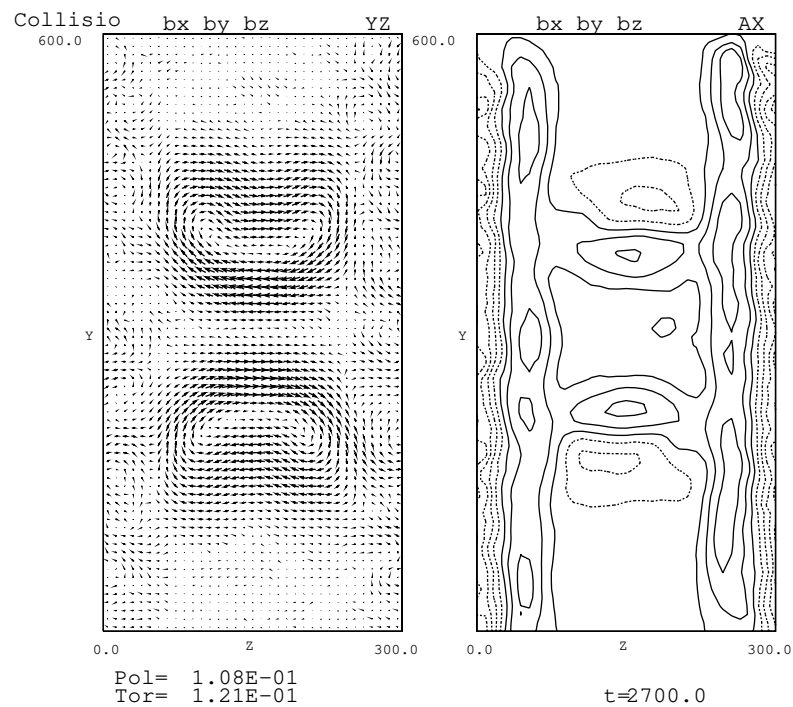 Collisio bx by bz YZ bx by bz AX
600.0 600.0
Y Y
0.0 Z 300.0 0.0 Z 300.0
Pol= 1.08E-01
Tor= 1.21E-01 t=2700.0